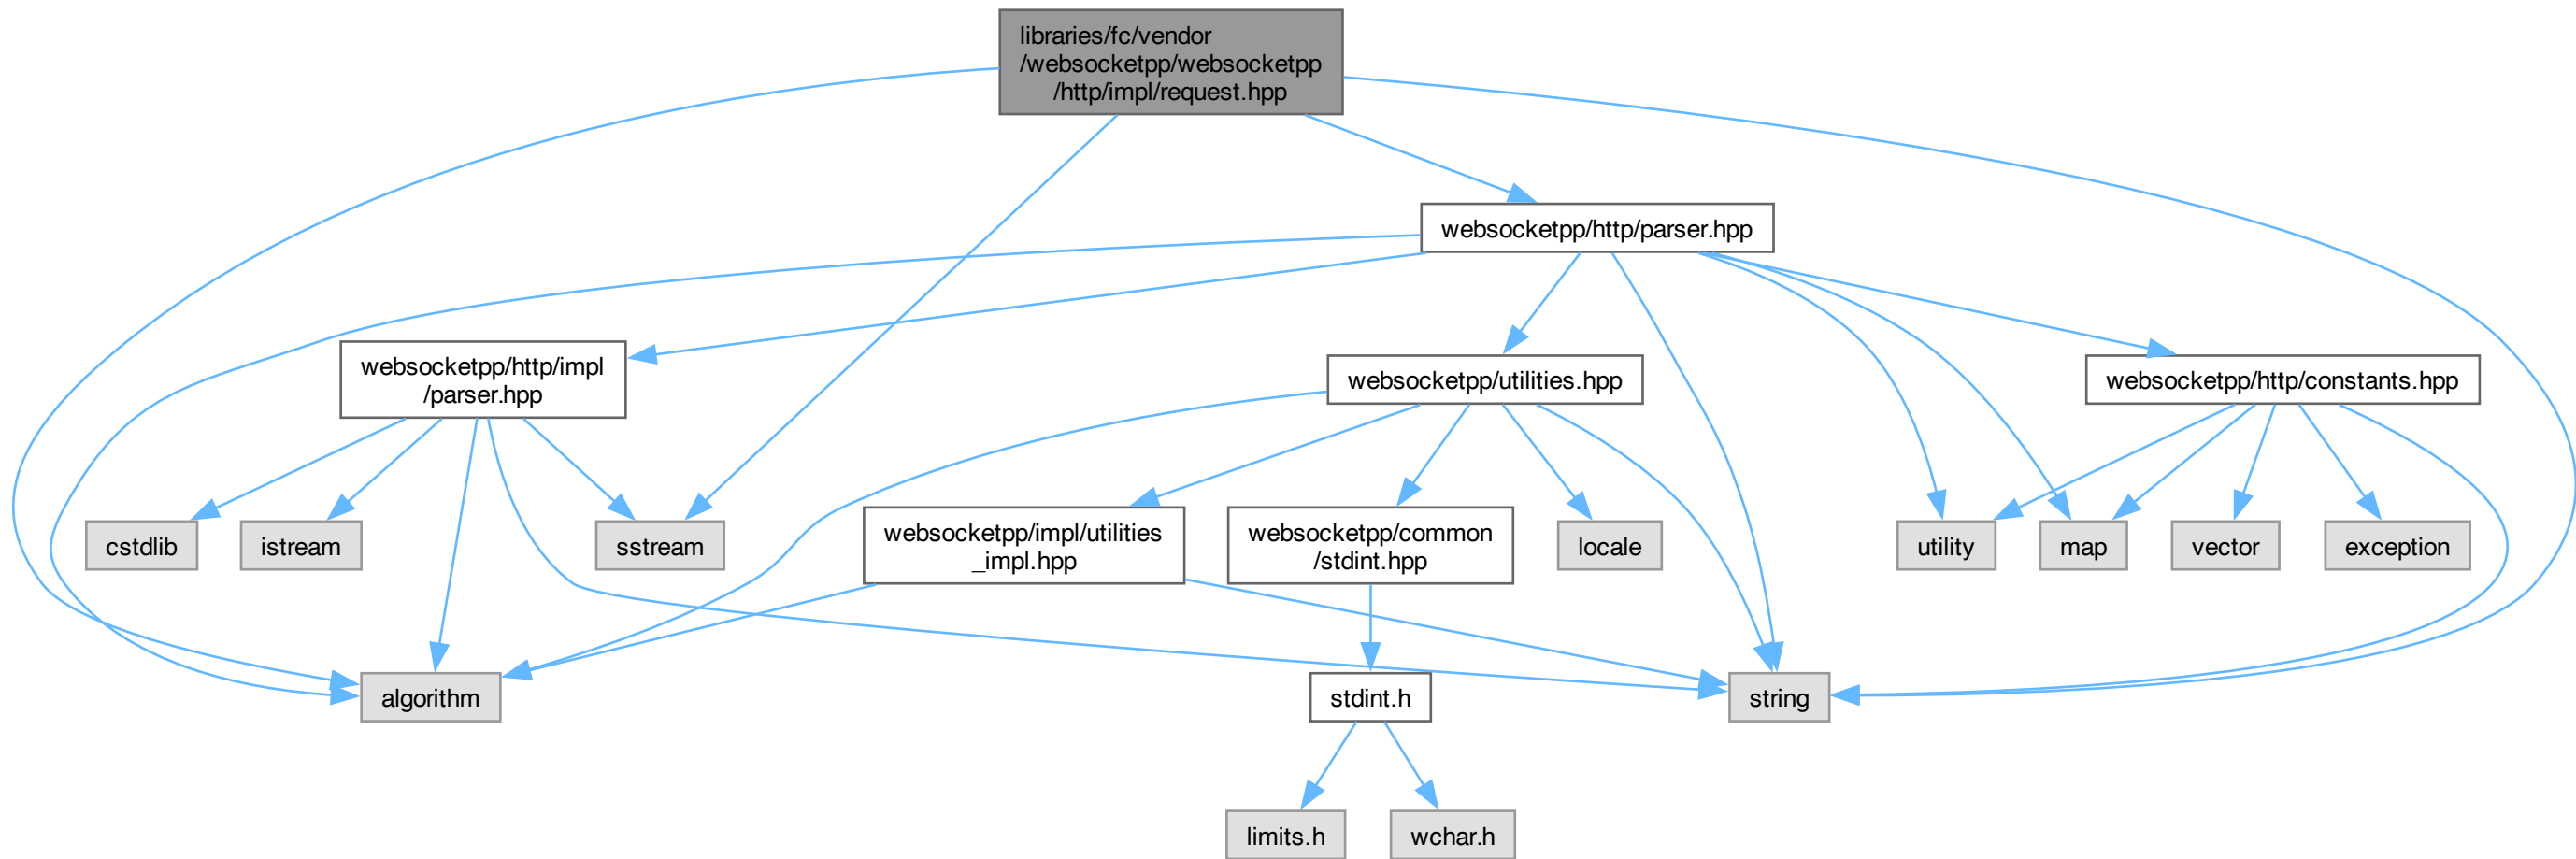 libraries/fc/vendor
/websocketpp/websocketpp
/http/impl/request.hpp
websocketpp/http/parser.hpp
websocketpp/http/impl
/parser.hpp
websocketpp/utilities.hpp
websocketpp/http/constants.hpp
cstdlib
istream
sstream
websocketpp/impl/utilities
_impl.hpp
websocketpp/common
/stdint.hpp
locale
utility
map
vector
exception
algorithm
stdint.h
string
limits.h
wchar.h